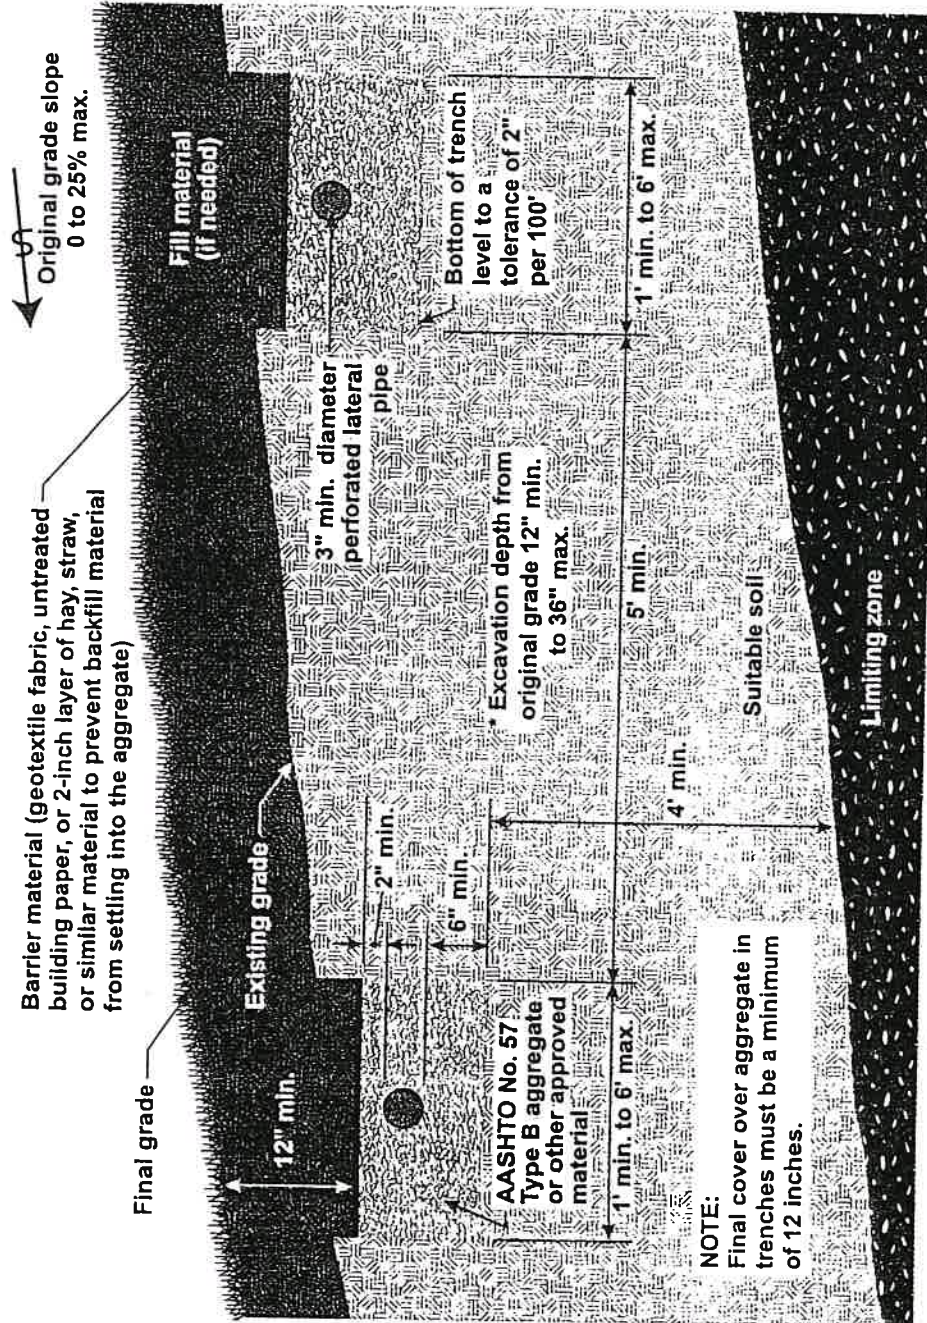 Original grade slope
0 to 25% max.
Barrier material (geotextile fabric, untreated
building paper, or 2-inch layer of hay, straw,
or similar material to prevent backfill material
from settling into the aggregate)
Final grade
12" min.
Existing grade
Fill material
(if needed)
2" min.
6" min.
3" min. diameter
perforated lateral
pipe
AASHTO No. 57
Type B aggregate
or other approved
material
* Excavation depth from
original grade 12" min.
to 36" max.
Bottom of trench
level to a
tolerance of 2"
per 100'
1' min. to 6' max.
5' min.
1' min. to 6' max.
4' min.
Suitable soil
NOTE:
Final cover over aggregate in
trenches must be a minimum
of 12 inches.
Limiting zone